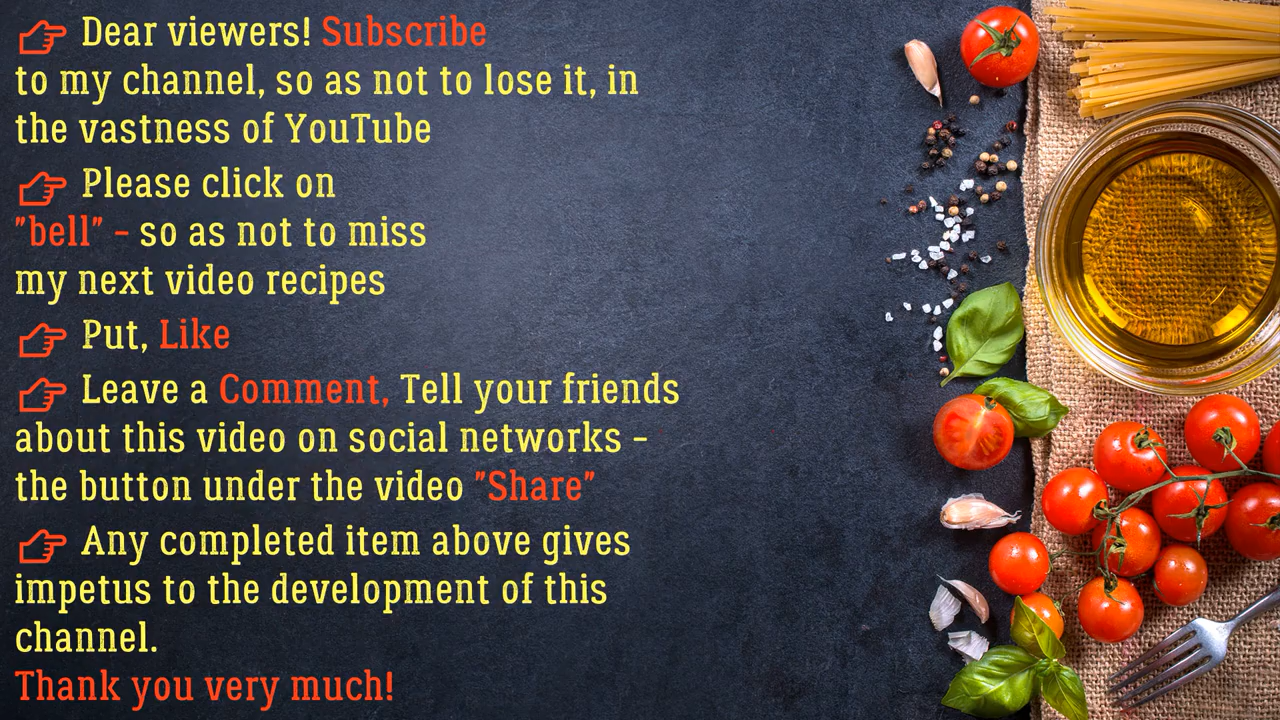 Dear viewers! Subscribe
to my channel, so as not to lose it, in
the vastness of YouTube
Please click on
"bell" - so as not to miss
my next video recipes
Put, Like
Leave a Comment, Tell your friends
about this video on social networks -
the button under the video "Share"
Any completed item above gives
impetus to the development of this
channel.
Thank you very much!